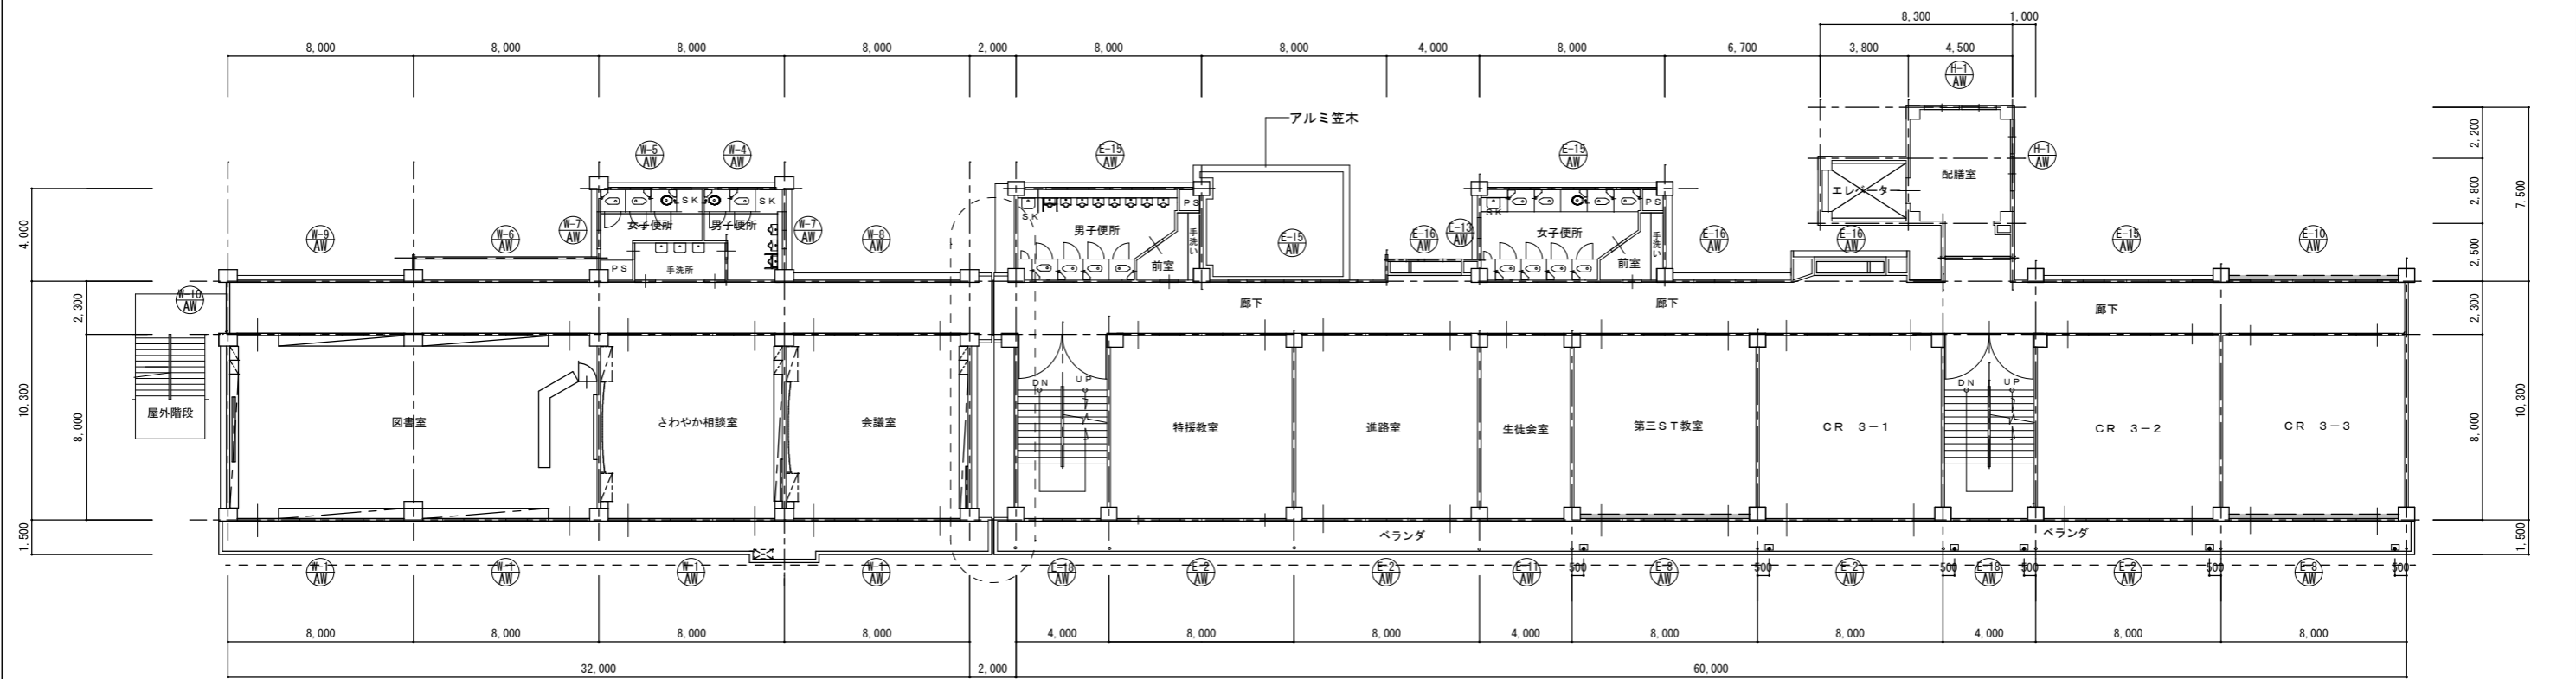 8,300 1,000
8,000 8,000 8,000 8,000 2,000 8,000 8,000 4,000 8,000 6,700 3,800 4,500
H-1 AW
アルミ笠木
W-5 AW W-4 AW E-15 AW E-15 AW H-1 AW
2,200
配膳室
エレベーター
2,800 7,500
SK SK PS PS
SK SK
4,000
W-9 AW W-6 AW W-7 AW 女子便所 男子便所 W-7 AW W-8 AW 男子便所 手洗い E-15 AW E-16 AW E-13 AW 女子便所 手洗い E-16 AW E-16 AW E-15 AW E-10 AW
2,500
PS 手洗所 前室 前室
W-10 AW
2,300 廊下 廊下 廊下 2,300
DN UP DN UP
屋外階段
10,300 8,000 図書室 さわやか相談室 会議室 特援教室 進路室 生徒会室 第三ST教室 CR 3-1 CR 3-2 CR 3-3 8,000 10,300
1,500 ベランダ ベランダ 1,500
W-1 AW W-1 AW W-1 AW W-1 AW E-18 AW E-2 AW E-2 AW E-11 AW 500 E-8 AW 500 E-2 AW 500 E-18 AW 500 E-2 AW 500 E-8 AW 500
8,000 8,000 8,000 8,000 4,000 8,000 8,000 4,000 8,000 8,000 4,000 8,000 8,000
32,000 2,000 60,000